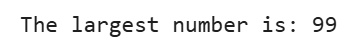 The largest number is: 99